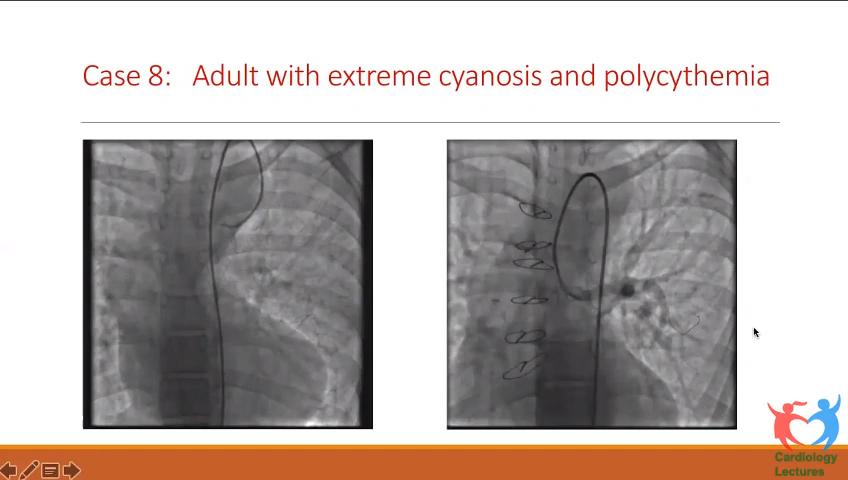 Case 8: Adult with extreme cyanosis and polycythemia
Cardiology
Lectures